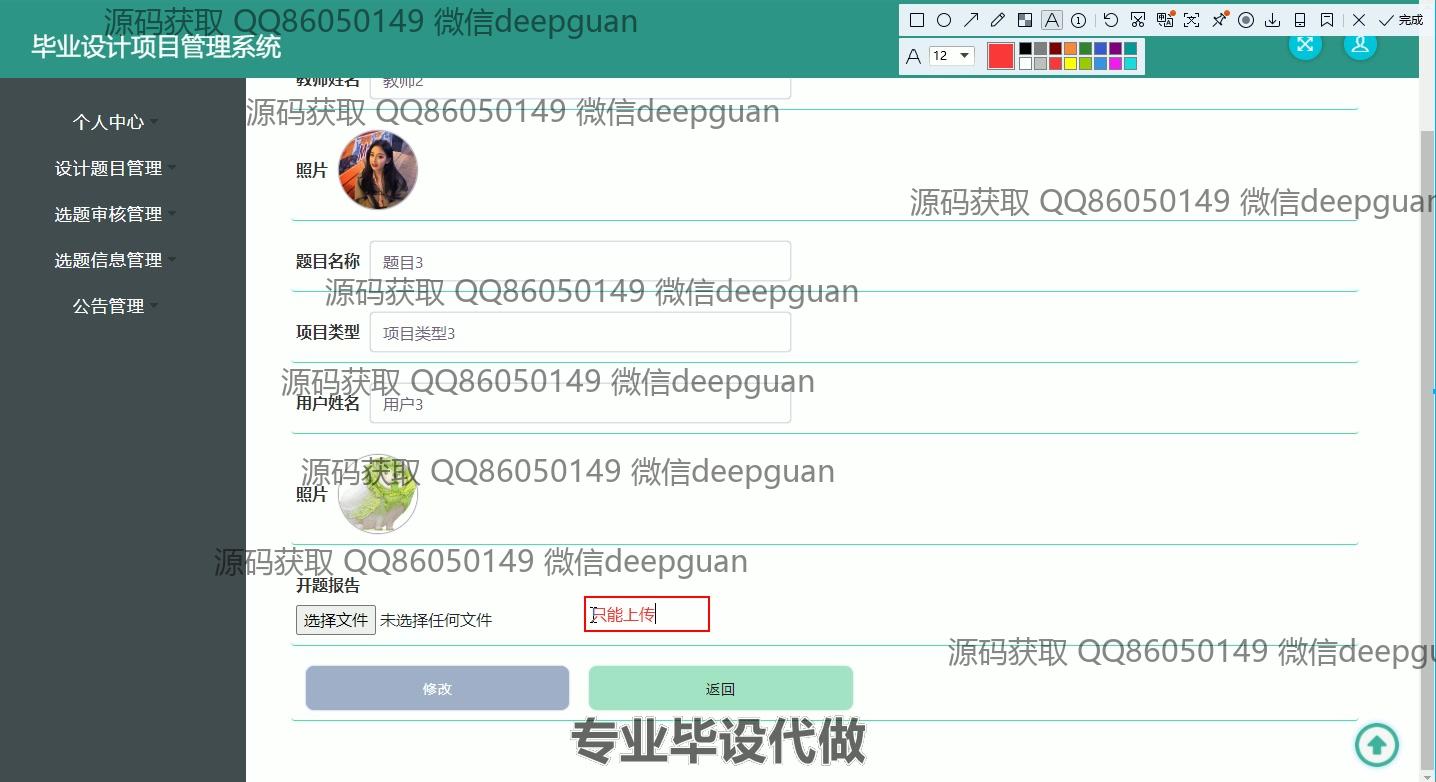 源码获取 QQ86050149 微信deepguan
毕业设计项目管理系统
完成
A 12
个人中心
设计题目管理
选题审核管理
选题信息管理
公告管理
教师姓名 教师2
源码获取 QQ86050149 微信deepguan
照片
源码获取 QQ86050149 微信deepguan
题目名称 题目3
源码获取 QQ86050149 微信deepguan
项目类型 项目类型3
源码获取 QQ86050149 微信deepguan
用户姓名 用户3
源码获取 QQ86050149 微信deepguan
照片
源码获取 QQ86050149 微信deepguan
开题报告
选择文件 未选择任何文件 只能上传
源码获取 QQ86050149 微信deepgu
修改 返回
专业毕设代做